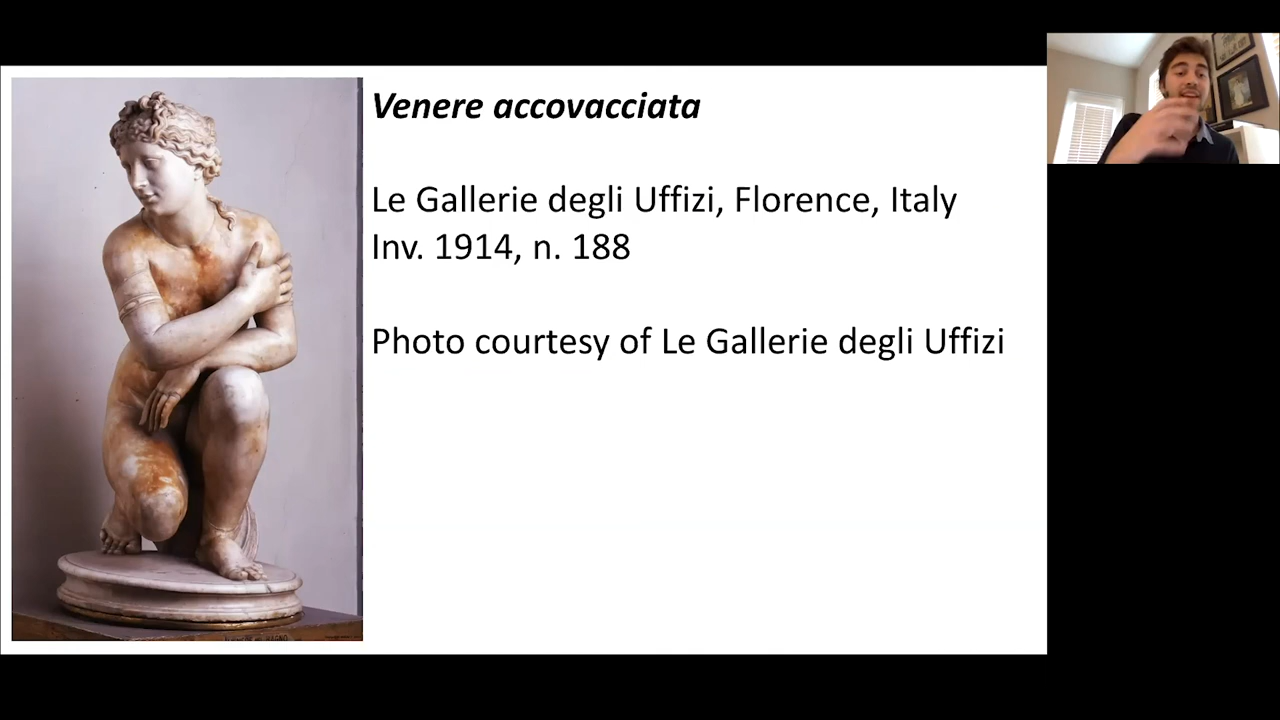 Venere accovacciata
Le Gallerie degli Uffizi, Florence, Italy
Inv. 1914, n. 188
Photo courtesy of Le Gallerie degli Uffizi